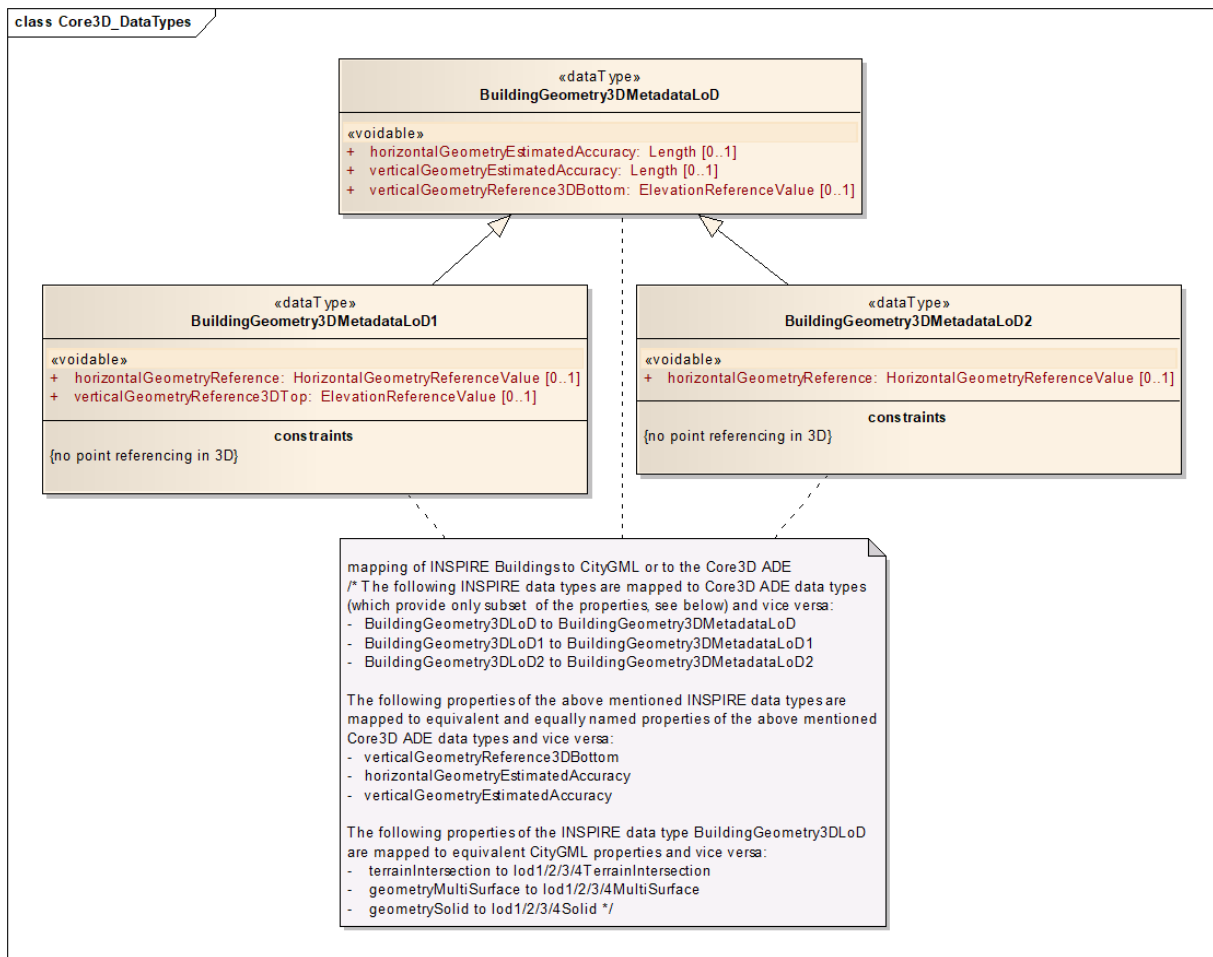 class Core3D_DataTypes
«dataType»
BuildingGeometry3DMetadataLoD
«voidable»
+ horizontalGeometryEstimatedAccuracy: Length [0..1]
+ verticalGeometryEstimatedAccuracy: Length [0..1]
+ verticalGeometryReference3DBottom: ElevationReferenceValue [0..1]
«dataType»
BuildingGeometry3DMetadataLoD1
«voidable»
+ horizontalGeometryReference: HorizontalGeometryReferenceValue [0..1]
+ verticalGeometryReference3DTop: ElevationReferenceValue [0..1]
constraints
{no point referencing in 3D}
«dataType»
BuildingGeometry3DMetadataLoD2
«voidable»
+ horizontalGeometryReference: HorizontalGeometryReferenceValue [0..1]
constraints
{no point referencing in 3D}
mapping of INSPIRE Buildings to CityGML or to the Core3D ADE
/* The following INSPIRE data types are mapped to Core3D ADE data types
(which provide only subset of the properties, see below) and vice versa:
- BuildingGeometry3DLoD to BuildingGeometry3DMetadataLoD
- BuildingGeometry3DLoD1 to BuildingGeometry3DMetadataLoD1
- BuildingGeometry3DLoD2 to BuildingGeometry3DMetadataLoD2
The following properties of the above mentioned INSPIRE data types are
mapped to equivalent and equally named properties of the above mentioned
Core3D ADE data types and vice versa:
- verticalGeometryReference3DBottom
- horizontalGeometryEstimatedAccuracy
- verticalGeometryEstimatedAccuracy
The following properties of the INSPIRE data type BuildingGeometry3DLoD
are mapped to equivalent CityGML properties and vice versa:
- terrainIntersection to lod1/2/3/4TerrainIntersection
- geometryMultiSurface to lod1/2/3/4MultiSurface
- geometrySolid to lod1/2/3/4Solid */